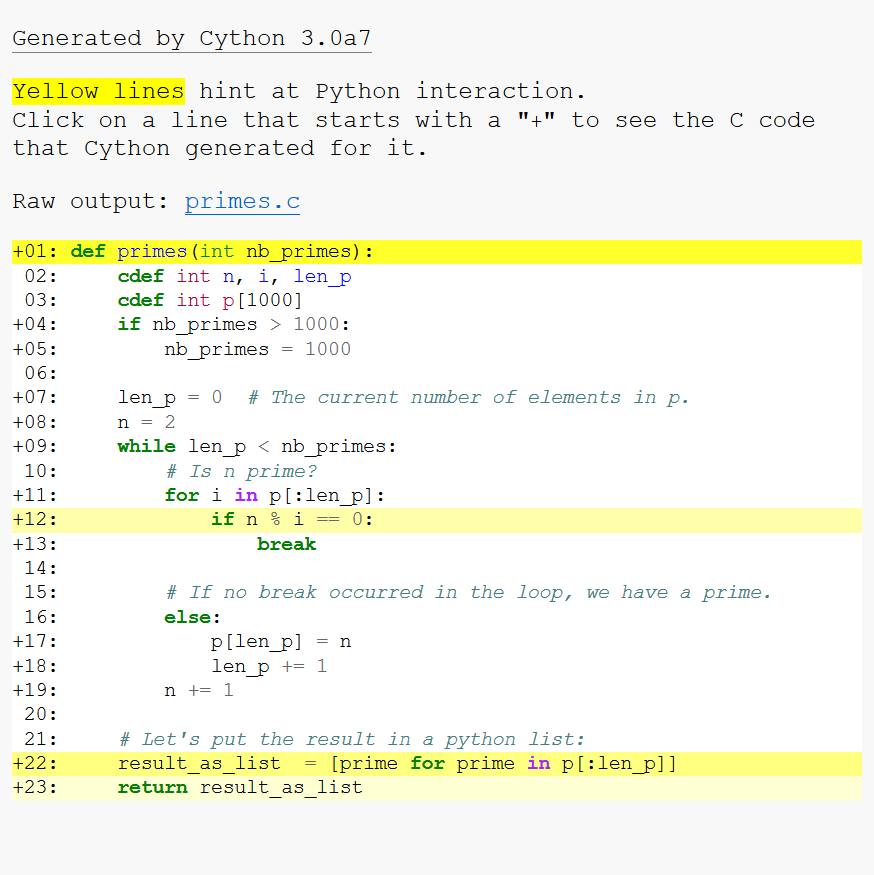 Generated by Cython 3.0a7
Yellow lines hint at Python interaction.
Click on a line that starts with a "+" to see the C code
that Cython generated for it.
Raw output: primes.c
+01: def primes(int nb_primes):
 02:     cdef int n, i, len_p
 03:     cdef int p[1000]
+04:     if nb_primes > 1000:
+05:         nb_primes = 1000
 06:
+07:     len_p = 0  # The current number of elements in p.
+08:     n = 2
+09:     while len_p < nb_primes:
 10:         # Is n prime?
+11:         for i in p[:len_p]:
+12:             if n % i == 0:
+13:                 break
 14:
 15:         # If no break occurred in the loop, we have a prime.
 16:         else:
+17:             p[len_p] = n
+18:             len_p += 1
+19:         n += 1
 20:
 21:     # Let's put the result in a python list:
+22:     result_as_list  = [prime for prime in p[:len_p]]
+23:     return result_as_list